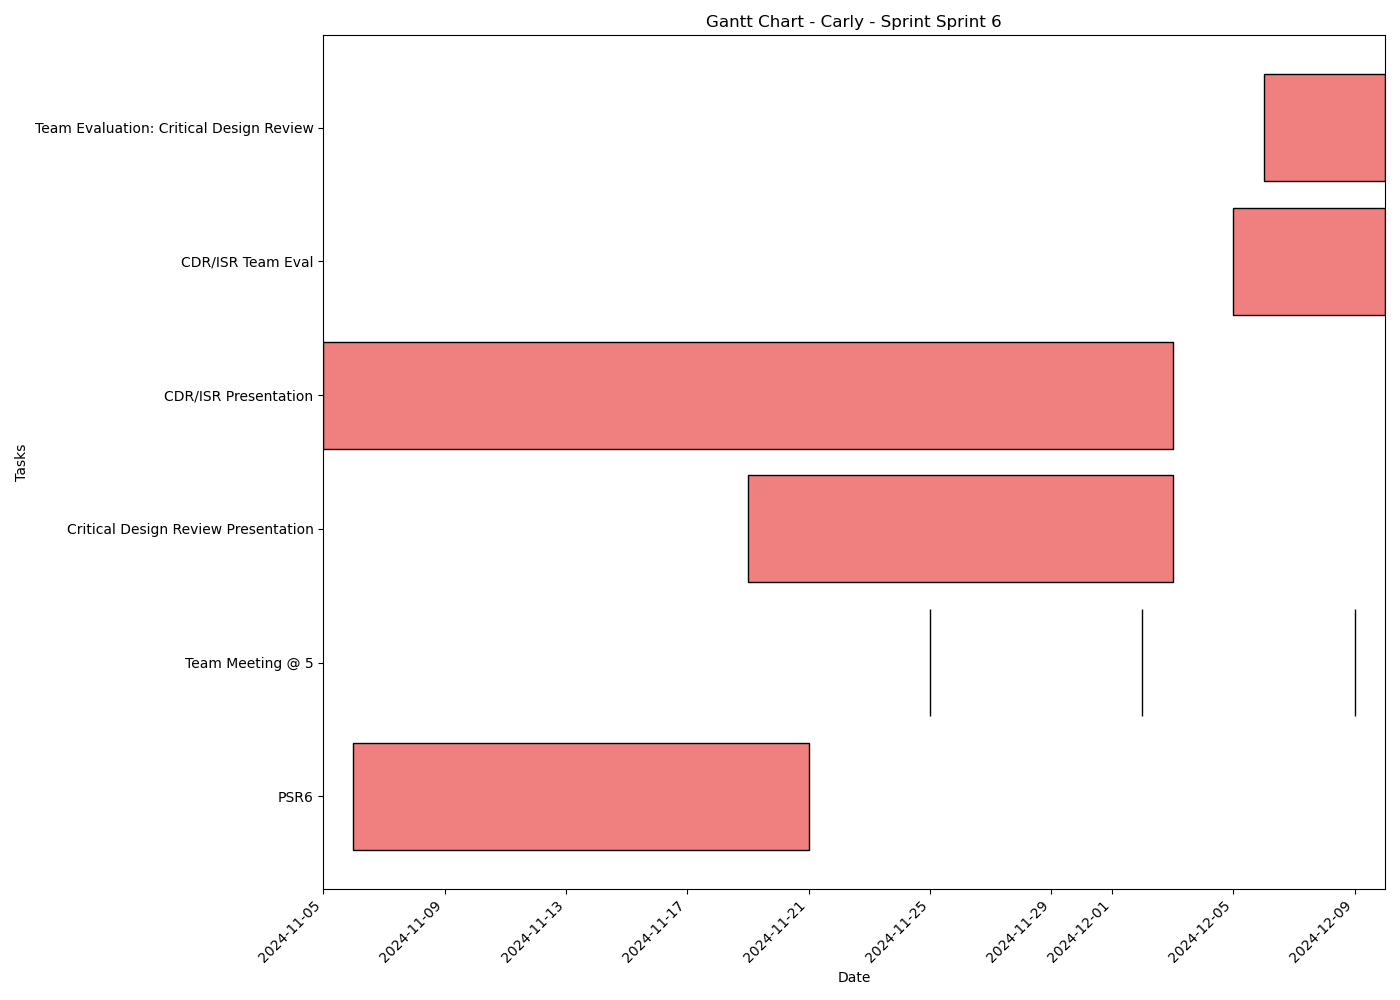 Gantt Chart - Carly - Sprint Sprint 6
Team Evaluation: Critical Design Review
CDR/ISR Team Eval
CDR/ISR Presentation
Critical Design Review Presentation
Team Meeting @ 5
PSR6
Tasks
2024-11-05
2024-11-09
2024-11-13
2024-11-17
2024-11-21
2024-11-25
2024-11-29
2024-12-01
2024-12-05
2024-12-09
Date